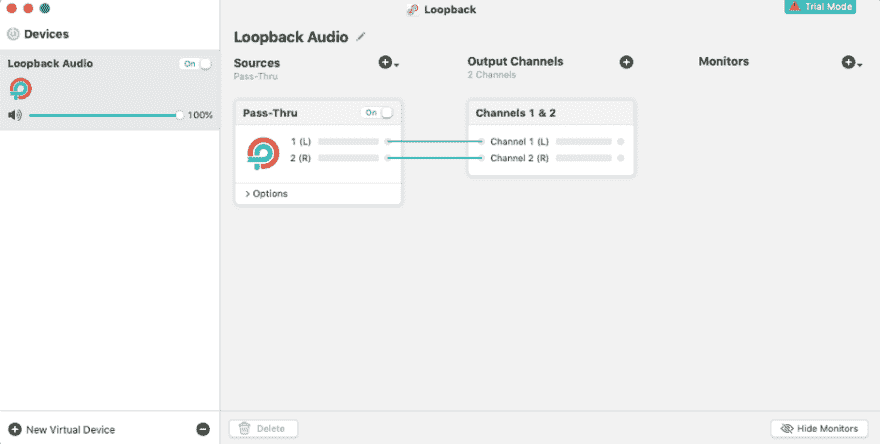 Loopback
Trial Mode
Devices
Loopback Audio
On
100%
New Virtual Device
Loopback Audio
Sources
Pass-Thru
Output Channels
2 Channels
Monitors
Pass-Thru
On
1 (L)
2 (R)
Options
Channels 1 & 2
Channel 1 (L)
Channel 2 (R)
Delete
Hide Monitors